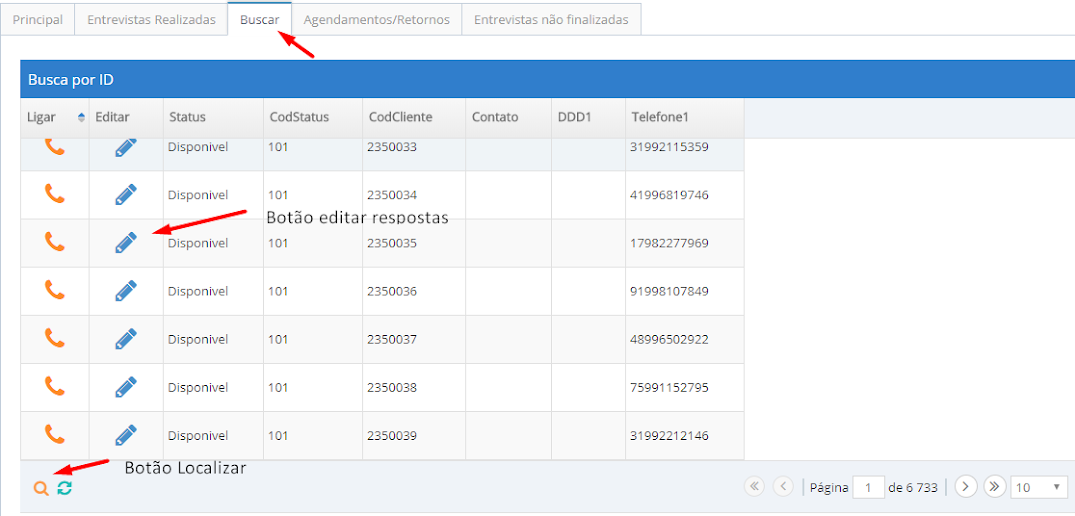 Principal Entrevistas Realizadas Buscar Agendamentos/Retornos Entrevistas não finalizadas
Busca por ID
Ligar Editar Status CodStatus CodCliente Contato DDD1 Telefone1
Disponivel 101 2350033 31992115359
Disponivel 101 2350034 41996819746
Botão editar respostas
Disponivel 101 2350035 17982277969
Disponivel 101 2350036 91998107849
Disponivel 101 2350037 48996502922
Disponivel 101 2350038 75991152795
Disponivel 101 2350039 31992212146
Botão Localizar
Página 1 de 6 733 10